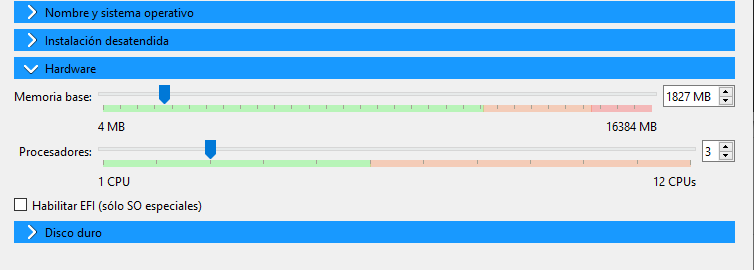 Nombre y sistema operativo
Instalación desatendida
Hardware
Memoria base: 1827 MB
4 MB 16384 MB
Procesadores: 3
1 CPU 12 CPUs
Habilitar EFI (sólo SO especiales)
Disco duro